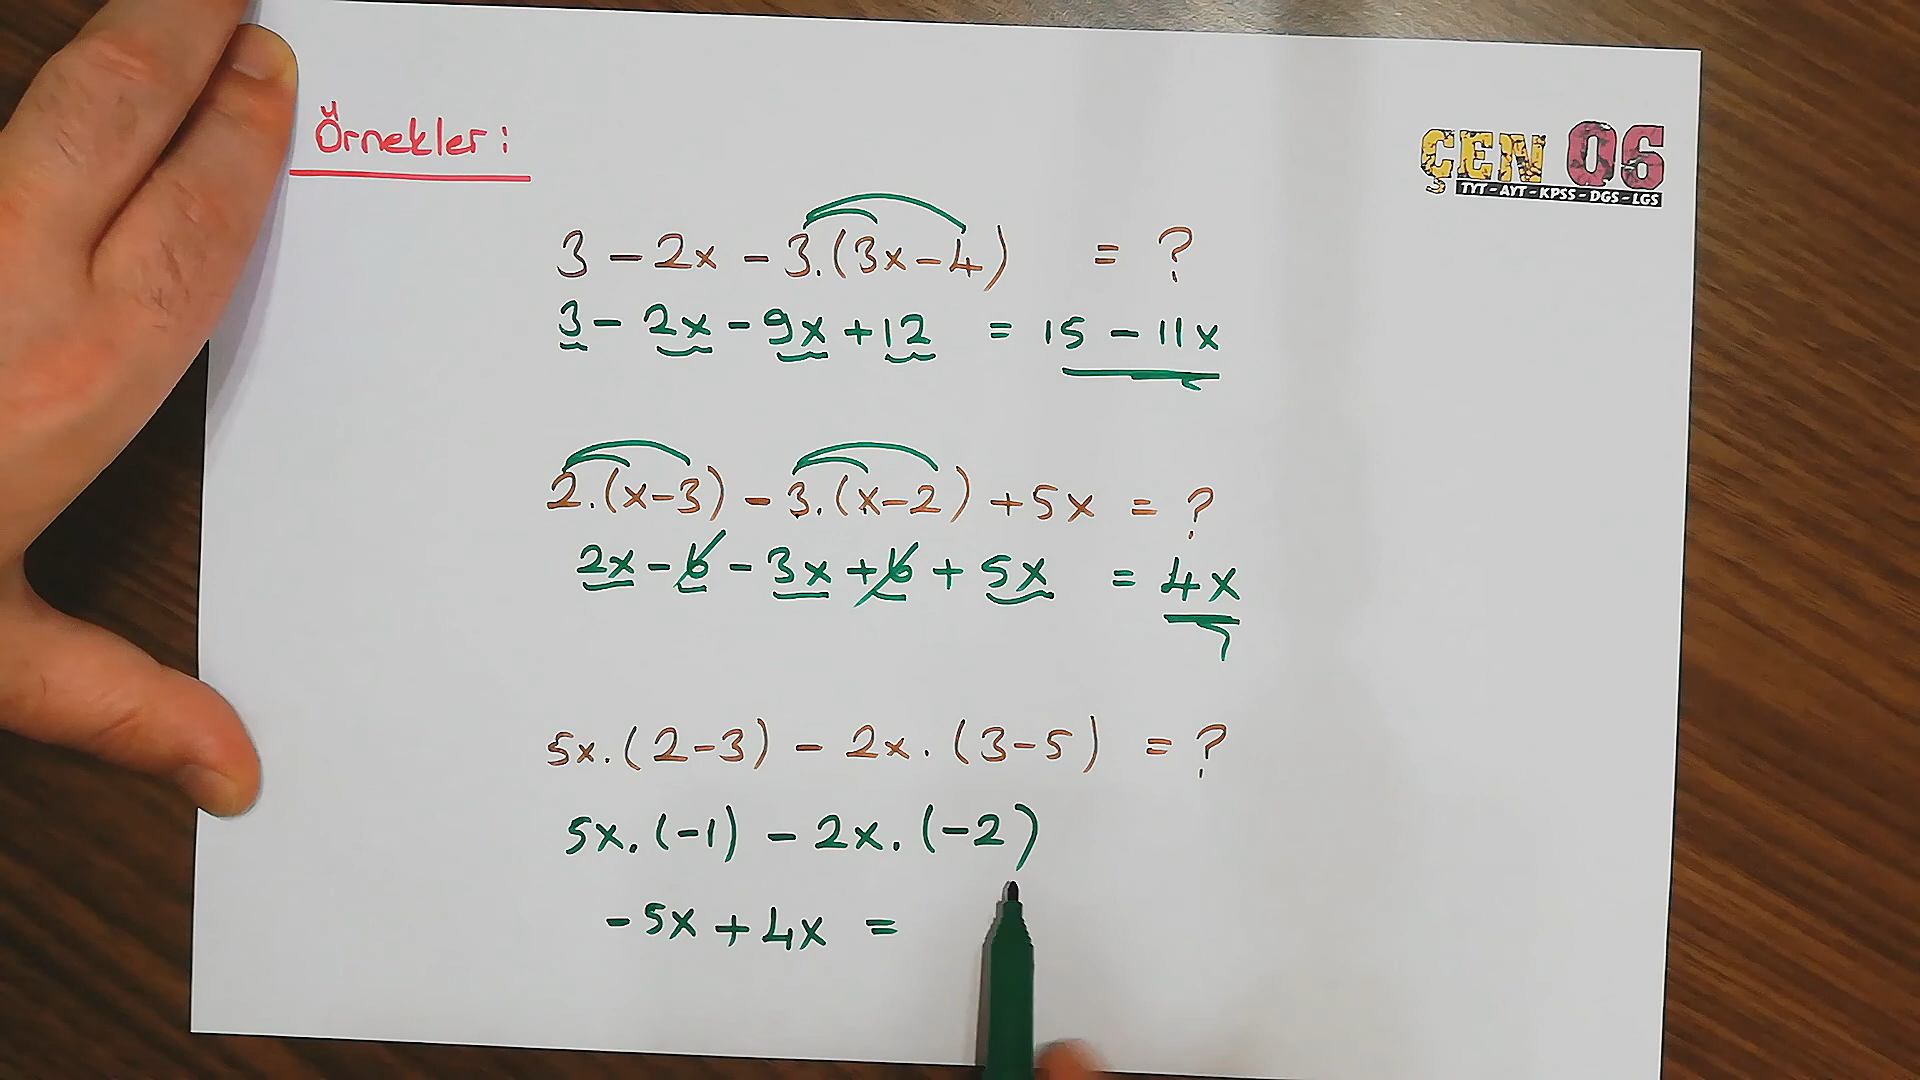 Örnekler:
ÇEN 06
TYT - AYT - KPSS - DGS - LGS
3 - 2x - 3.(3x-4) = ?
3 - 2x - 9x + 12 = 15 - 11x
2.(x-3) - 3.(x-2) + 5x = ?
2x - 6 - 3x + 6 + 5x = 4x
5x.(2-3) - 2x.(3-5) = ?
5x.(-1) - 2x.(-2)
-5x + 4x =